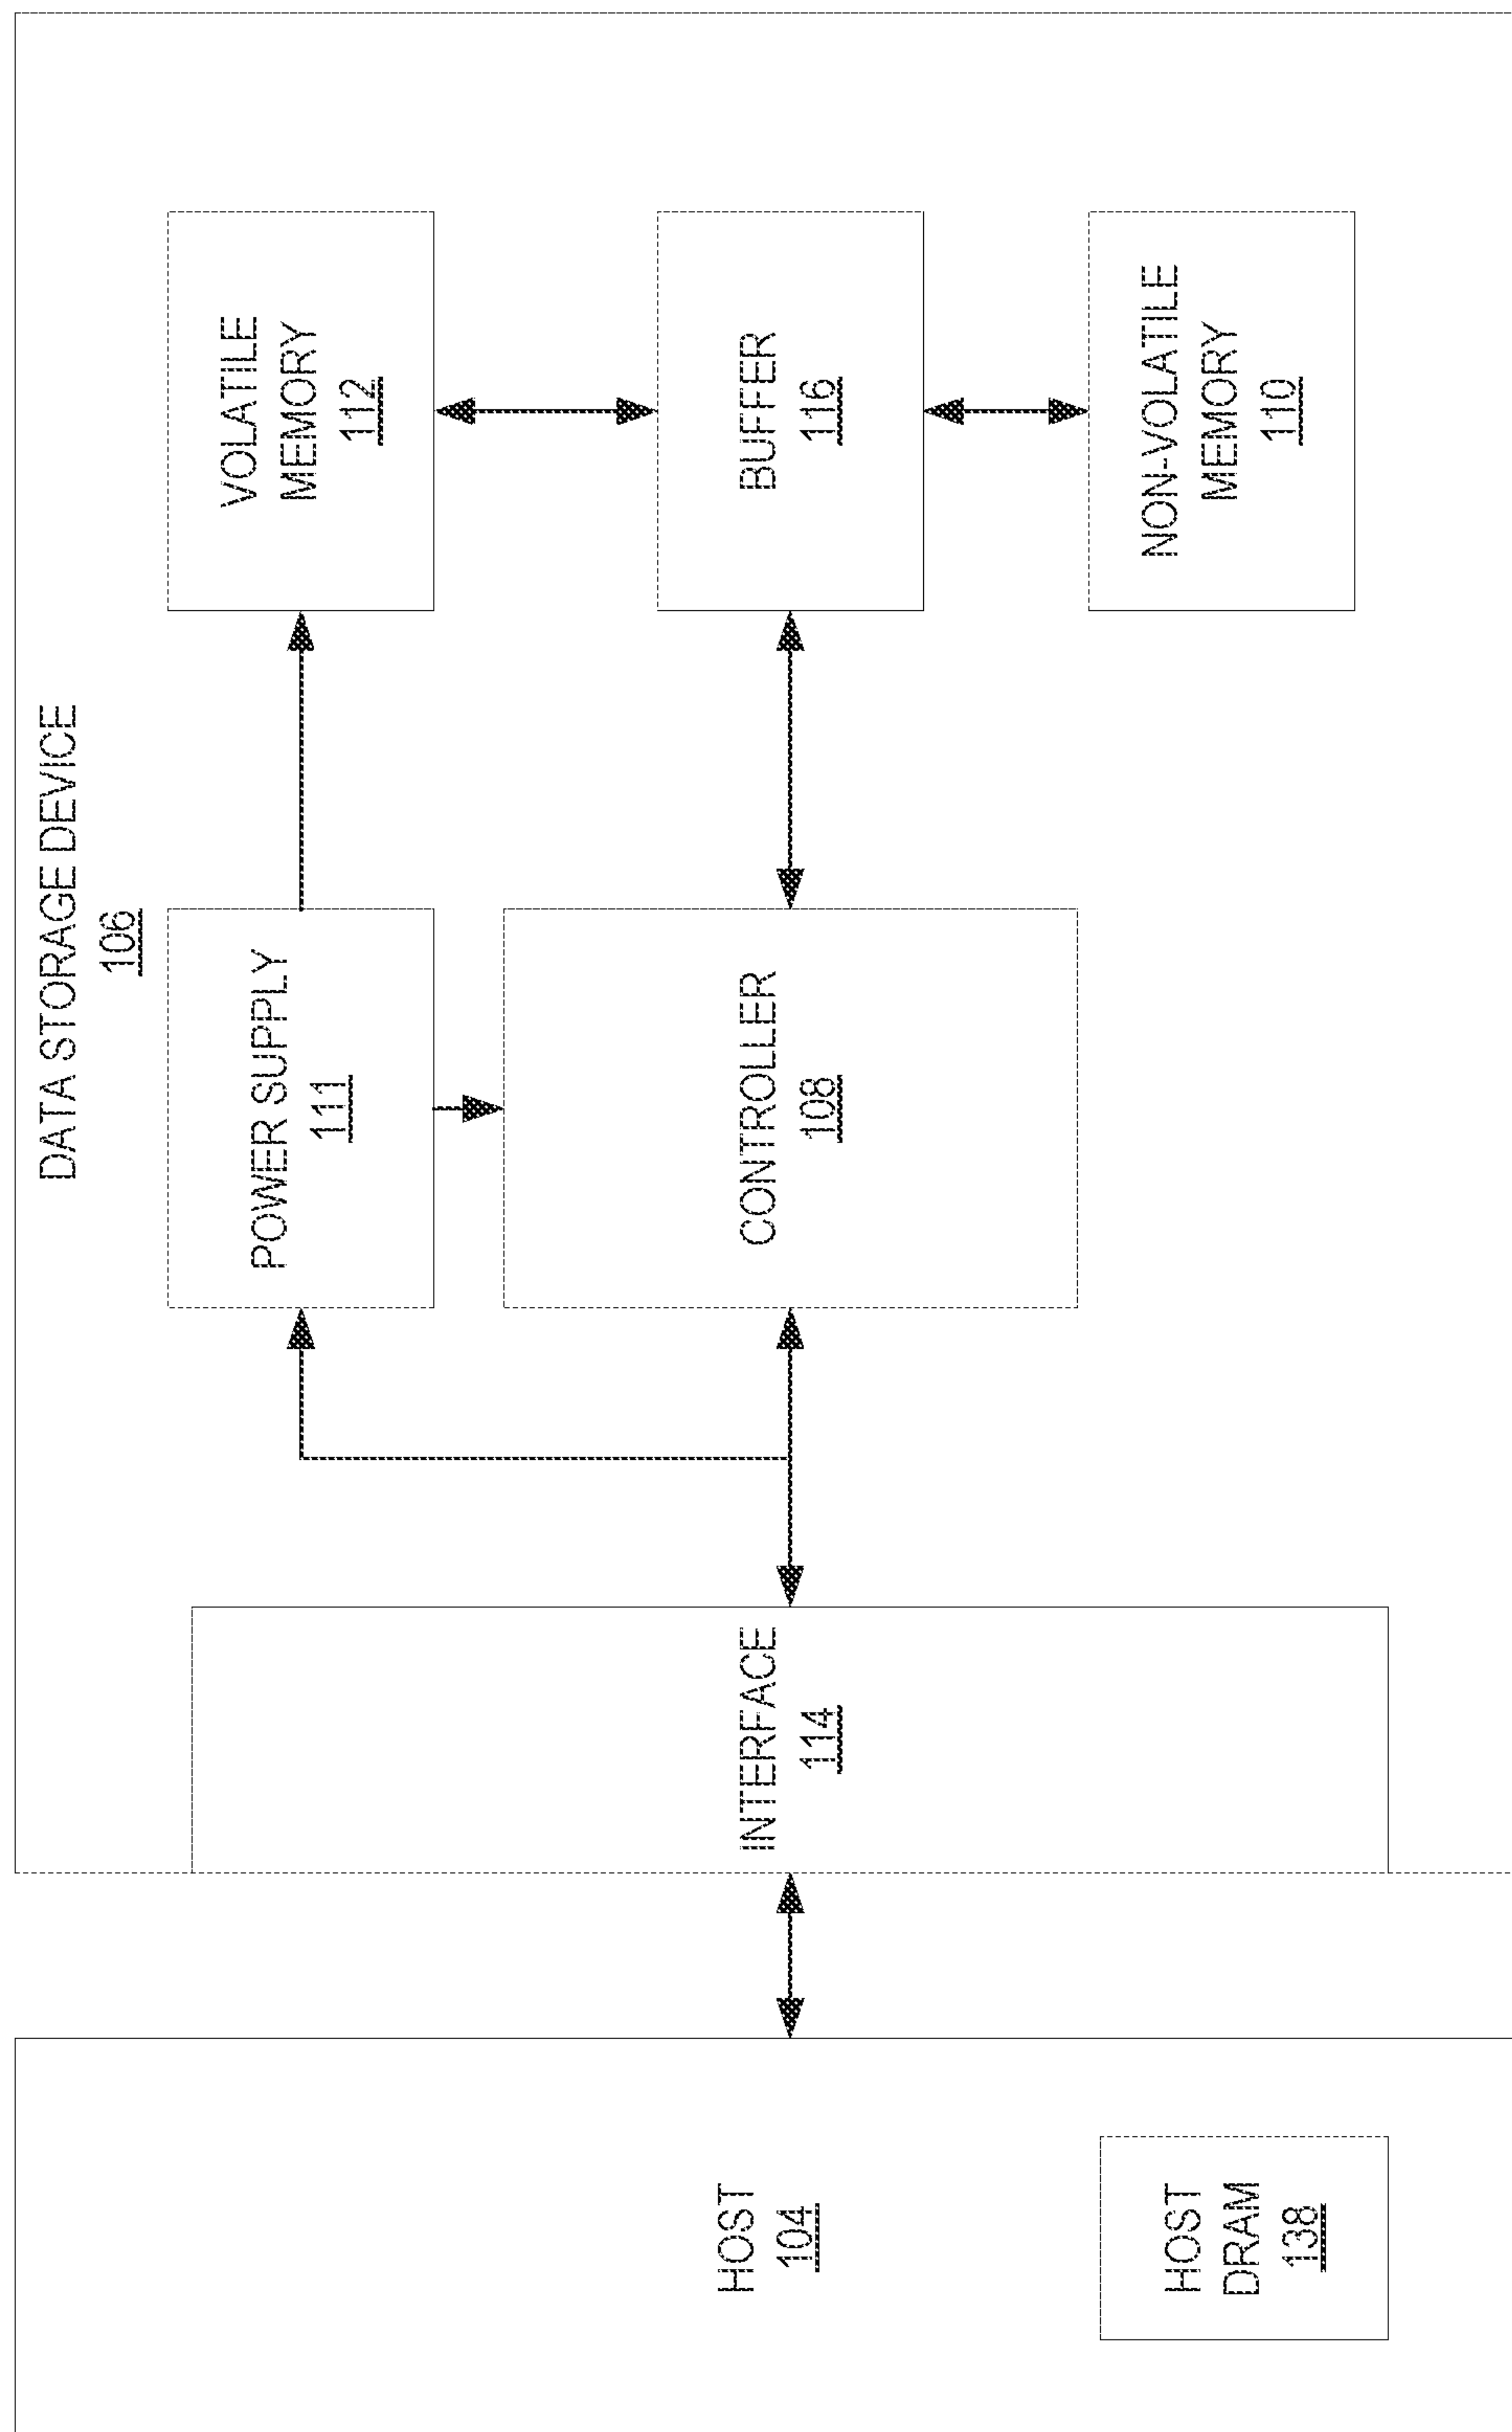 DATA STORAGE DEVICE
106
HOST
104
HOST
DRAM
138
INTERFACE
114
POWER SUPPLY
111
CONTROLLER
108
VOLATILE
MEMORY
112
BUFFER
116
NON-VOLATILE
MEMORY
110